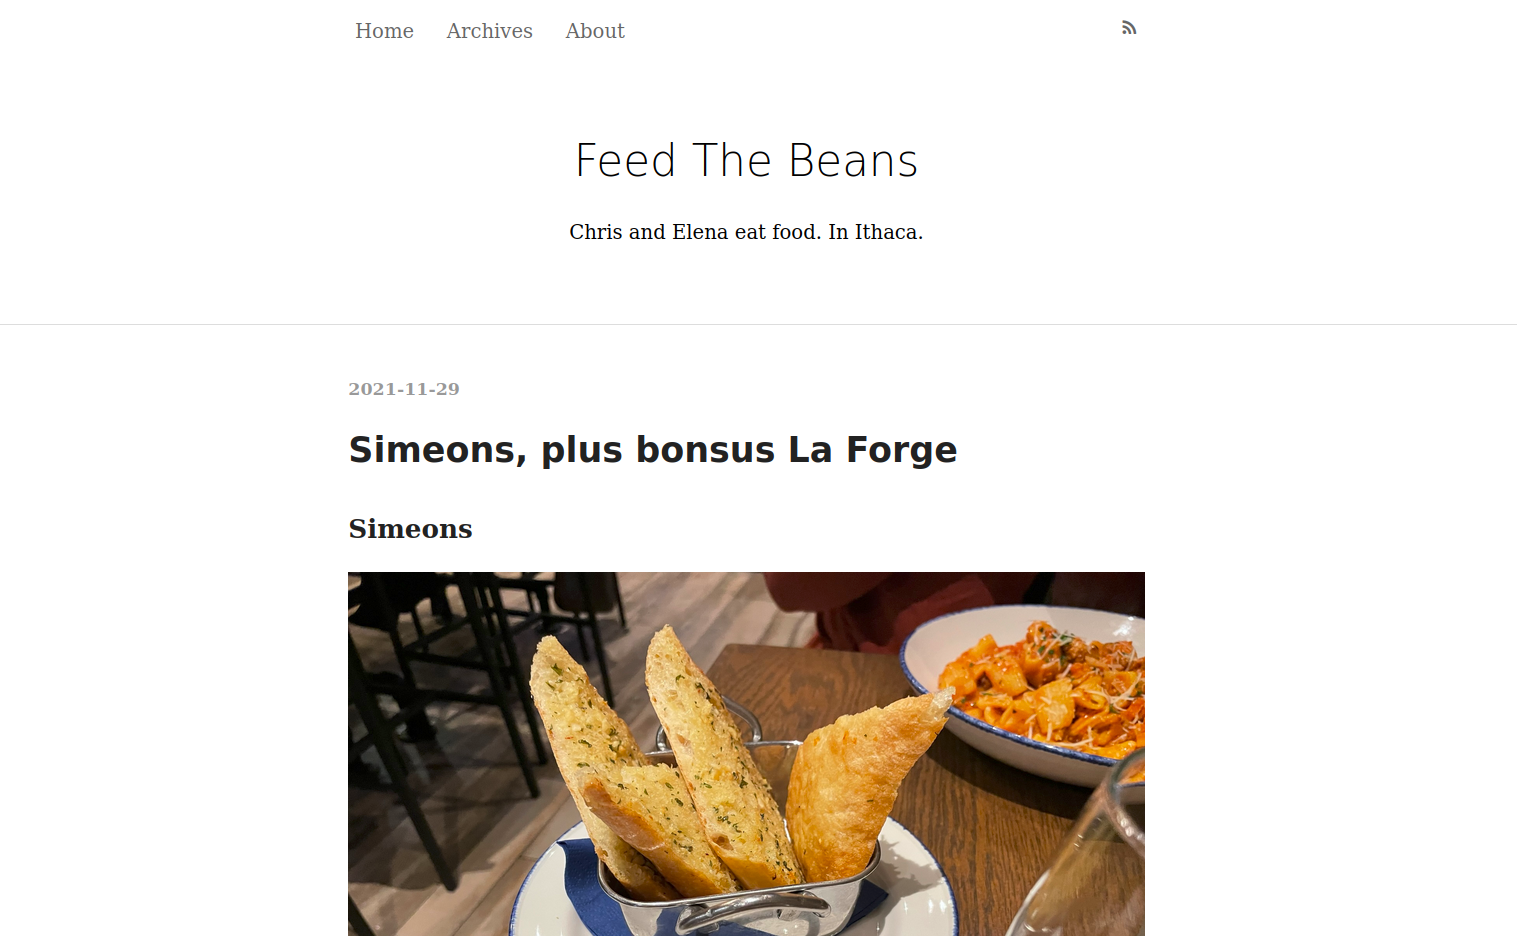 Home Archives About
Feed The Beans
Chris and Elena eat food. In Ithaca.
2021-11-29
Simeons, plus bonsus La Forge
Simeons